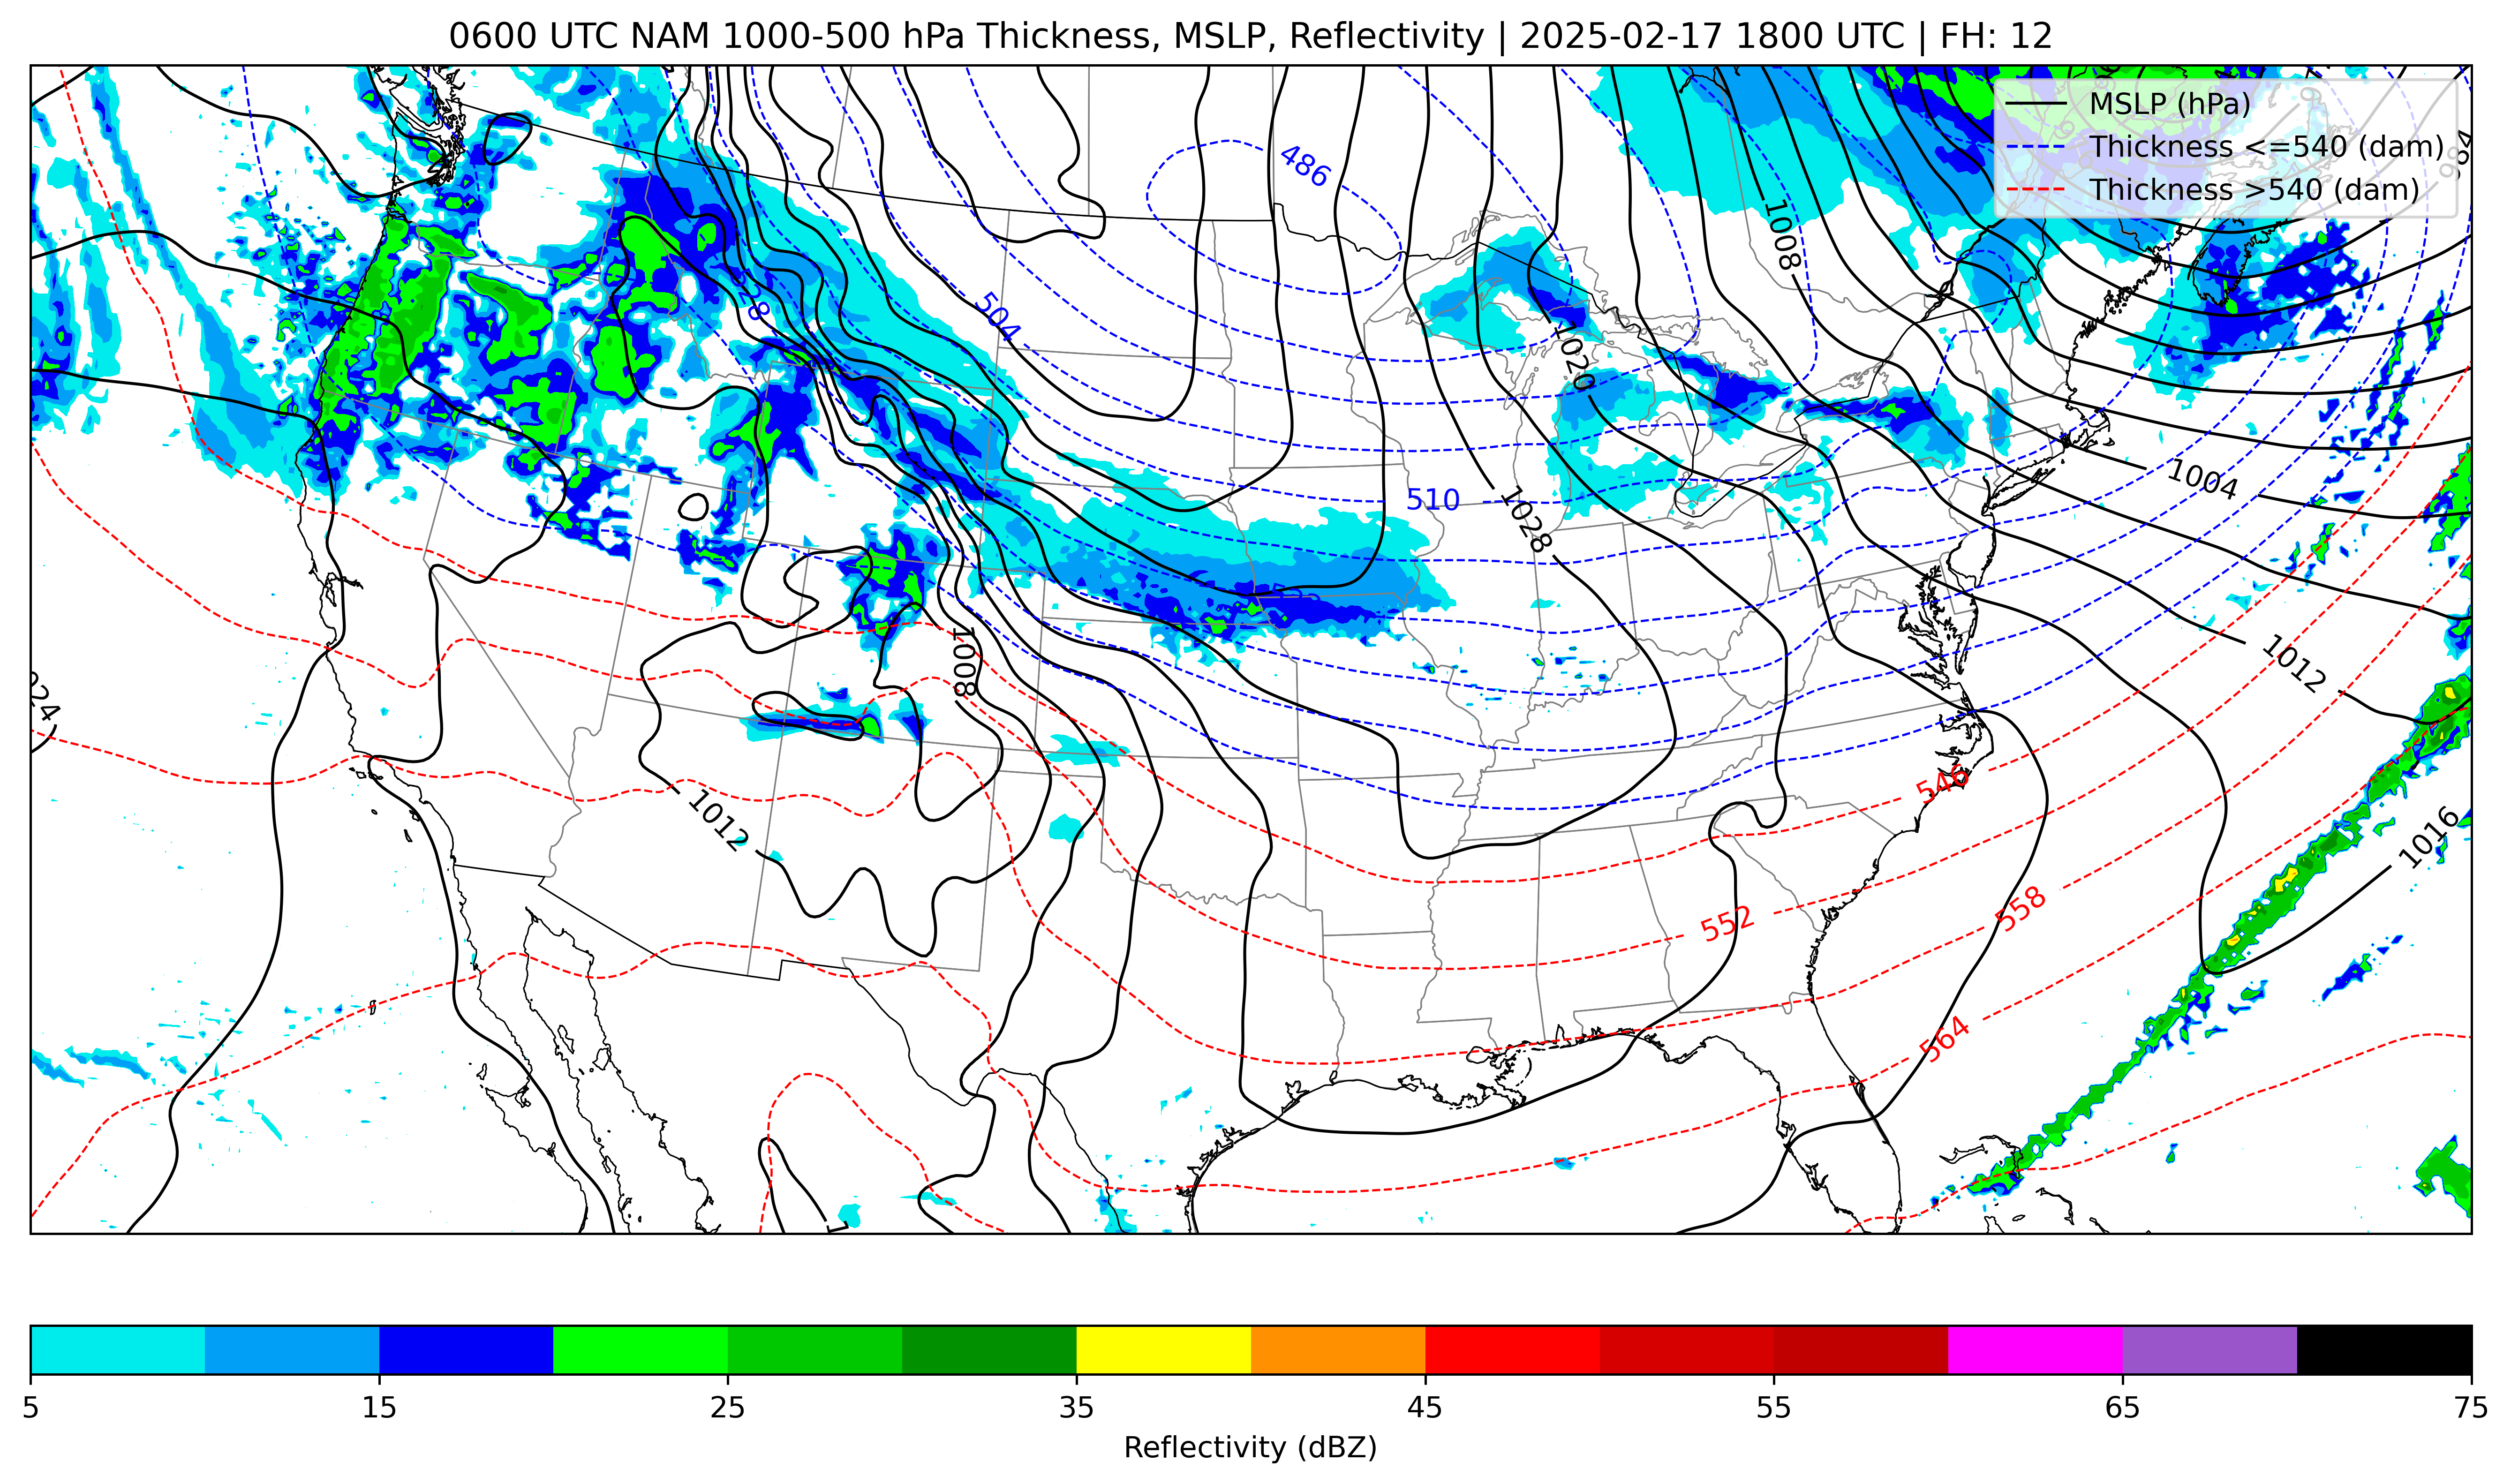 0600 UTC NAM 1000-500 hPa Thickness, MSLP, Reflectivity | 2025-02-17 1800 UTC | FH: 12
MSLP (hPa)
Thickness <=540 (dam)
Thickness >540 (dam)
984
486
1008
504
1020
510
1028
1004
1008
1012
1012
546
1016
552
558
564
5 15 25 35 45 55 65 75
Reflectivity (dBZ)